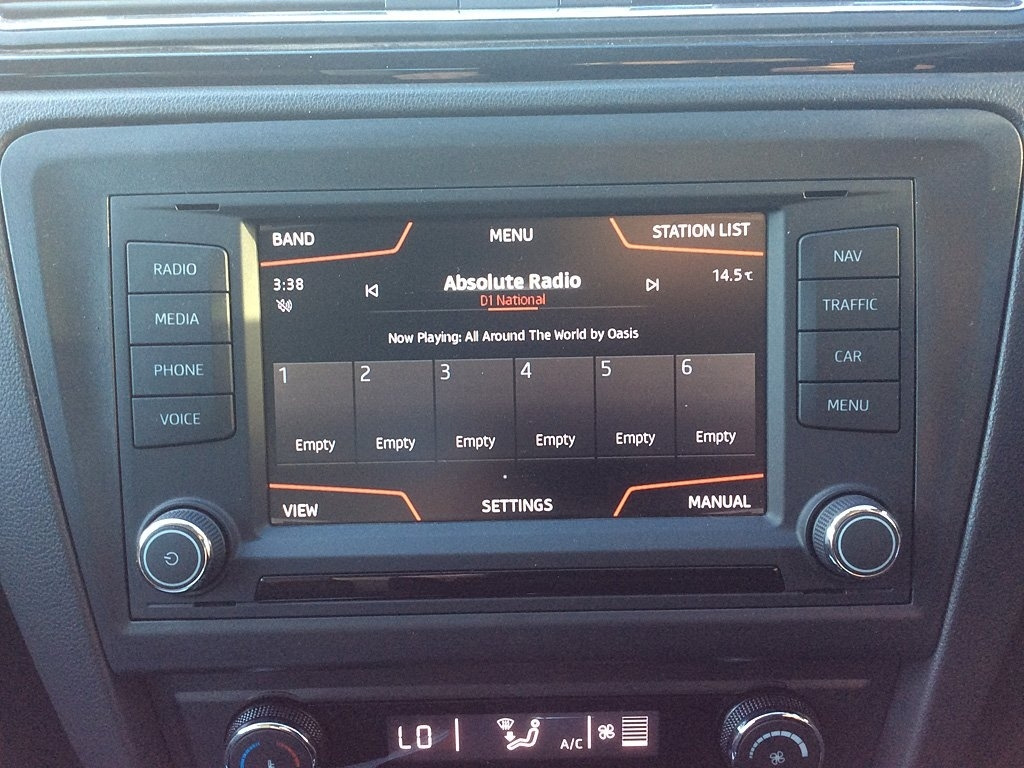 BAND MENU STATION LIST
RADIO
MEDIA
PHONE
VOICE
3:38
Absolute Radio
14.5℃
D1 National
Now Playing: All Around The World by Oasis
1 2 3 4 5 6
Empty Empty Empty Empty Empty Empty
VIEW SETTINGS MANUAL
NAV
TRAFFIC
CAR
MENU
LO A/C